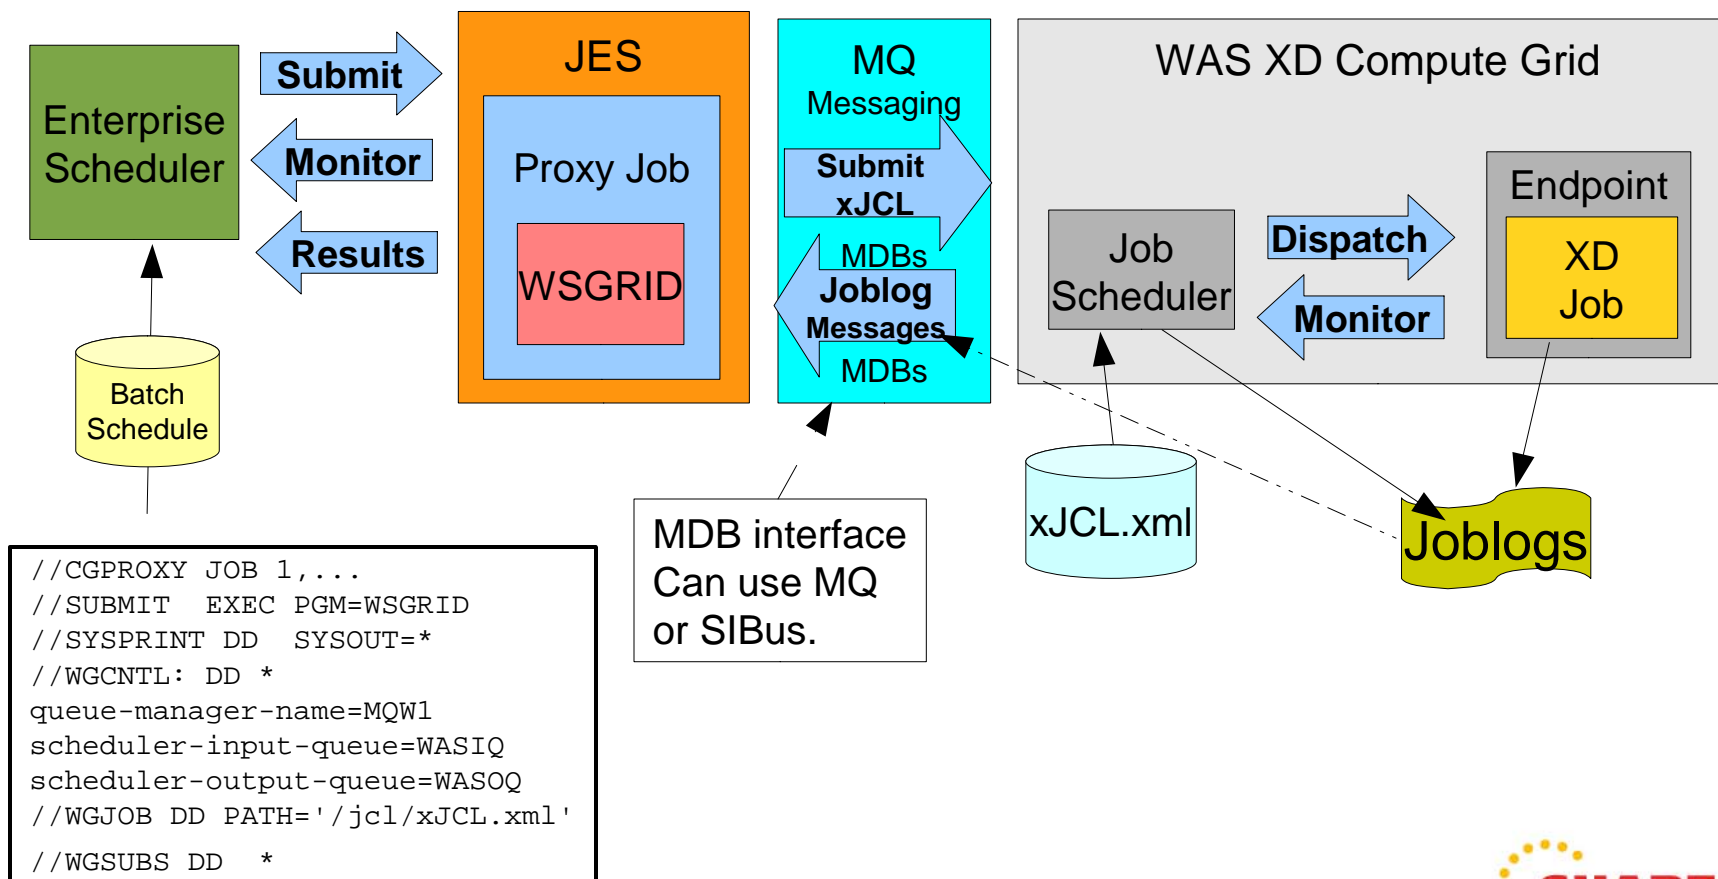 Enterprise
Scheduler
Submit
Monitor
Results
Batch
Schedule
JES
Proxy Job
WSGRID
MQ
Messaging
Submit
xJCL
MDBs
Joblog
Messages
MDBs
WAS XD Compute Grid
Job
Scheduler
Dispatch
Monitor
Endpoint
XD
Job
xJCL.xml
Joblogs
MDB interface
Can use MQ
or SIBus.
//CGPROXY JOB 1,...
//SUBMIT  EXEC PGM=WSGRID
//SYSPRINT DD  SYSOUT=*
//WGCNTL: DD *
queue-manager-name=MQW1
scheduler-input-queue=WASIQ
scheduler-output-queue=WASOQ
//WGJOB DD PATH='/jcl/xJCL.xml'
//WGSUBS DD  *